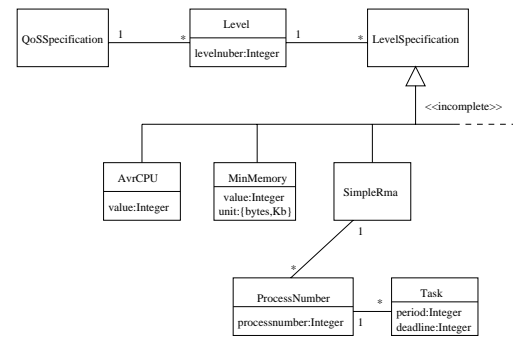 Level
QoSSpecification 1 * levelnuber:Integer 1 * LevelSpecification
<<incomplete>>
AvrCPU
value:Integer
MinMemory
value:Integer
unit:{bytes,Kb}
SimpleRma
1
*
ProcessNumber
processnumber:Integer
*
1
Task
period:Integer
deadline:Integer